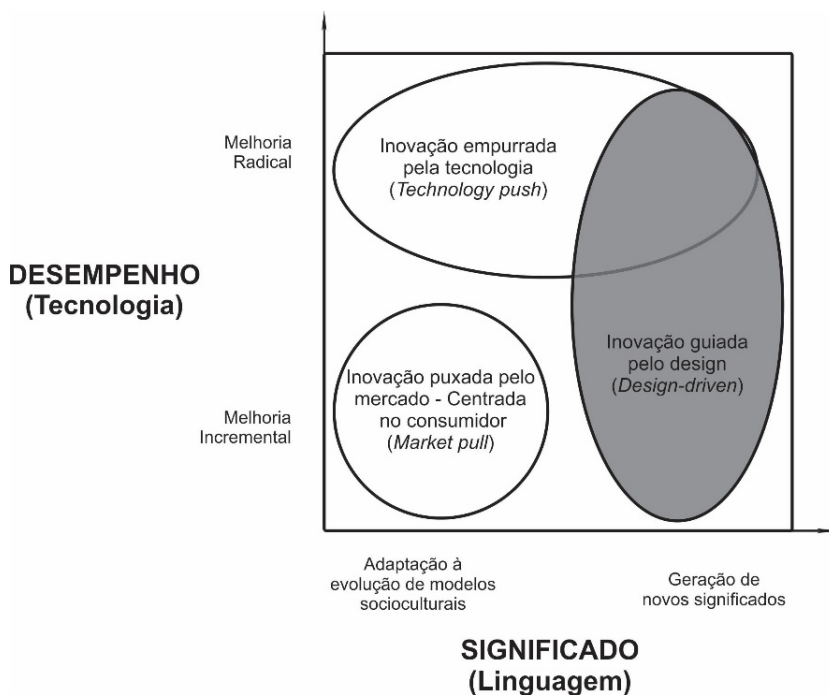 Melhoria
Radical
Inovação empurrada
pela tecnologia
(Technology push)
DESEMPENHO
(Tecnologia)
Inovação guiada
pelo design
(Design-driven)
Inovação puxada pelo
mercado - Centrada
no consumidor
(Market pull)
Melhoria
Incremental
Adaptação à
evolução de modelos
socioculturais
Geração de
novos significados
SIGNIFICADO
(Linguagem)